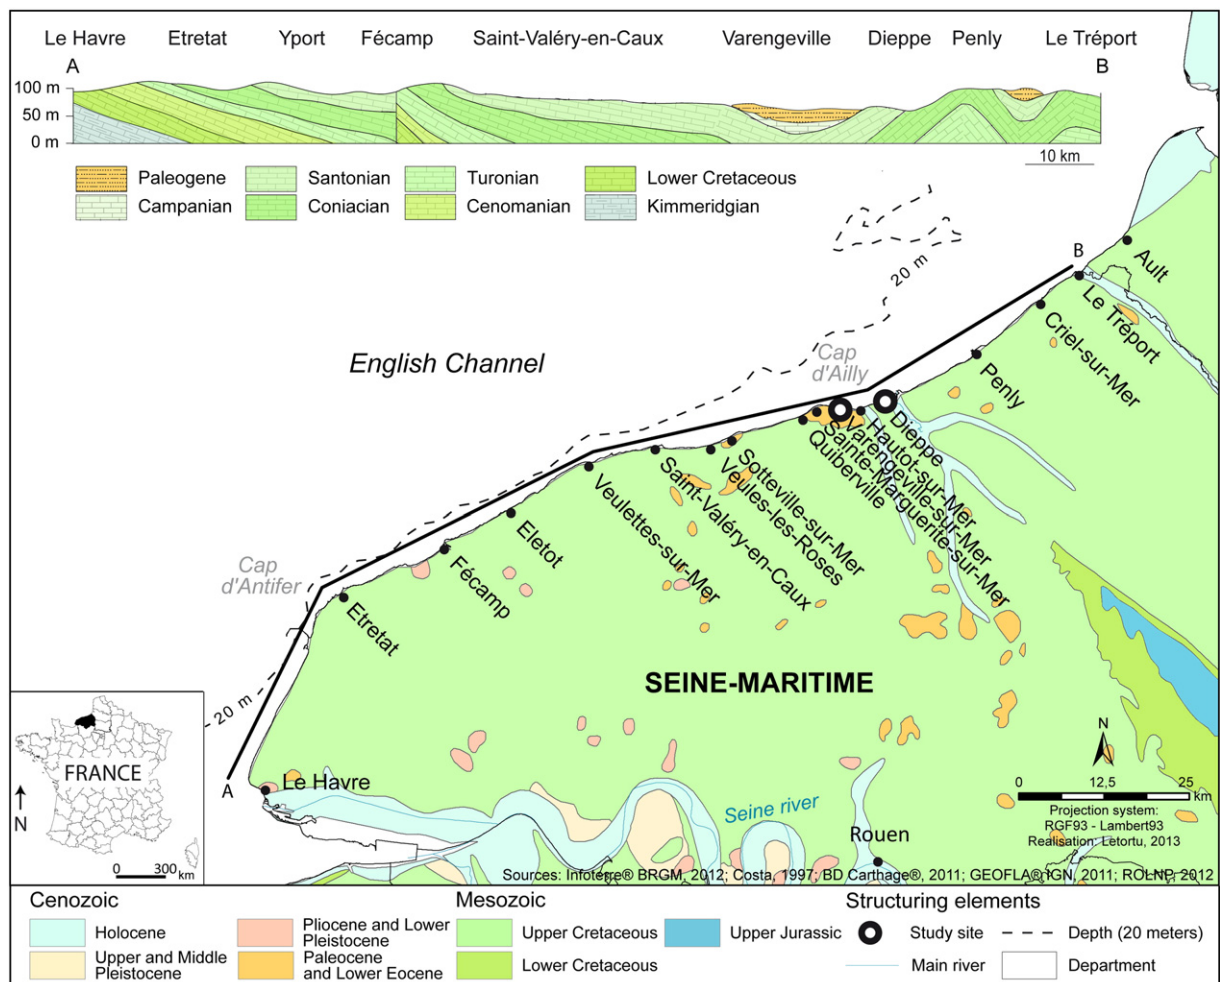 Le Havre Etretat Yport Fécamp Saint-Valéry-en-Caux Varengeville Dieppe Penly Le Tréport
A B
100 m
50 m
0 m
10 km
Paleogene Santonian Turonian Lower Cretaceous
Campanian Coniacian Cenomanian Kimmeridgian
20 m
B
Ault
Le Tréport
Criel-sur-Mer
Penly
English Channel
Cap
d'Ailly
Dieppe
Hautot-sur-Mer
Varengeville-sur-Mer
Sainte-Marguerite-sur-Mer
Quiberville
Sotteville-sur-Mer
Veules-les-Roses
Saint-Valéry-en-Caux
Veulettes-sur-Mer
Eletot
Fécamp
Cap
d'Antifer
Etretat
SEINE-MARITIME
20 m
FRANCE
N
0 300 km
A
Le Havre
Seine river
Rouen
N
0 12,5 25
km
Projection system:
RGF93 - Lambert93
Realisation: Letortu, 2013
Sources: Infoterre® BRGM, 2012; Costa, 1997; BD Carthage®, 2011; GEOFLA® IGN, 2011; ROLNP, 2012
Cenozoic Mesozoic Structuring elements
Holocene
Upper and Middle
Pleistocene
Pliocene and Lower
Pleistocene
Paleocene
and Lower Eocene
Upper Cretaceous
Lower Cretaceous
Upper Jurassic
Study site
Main river
Depth (20 meters)
Department